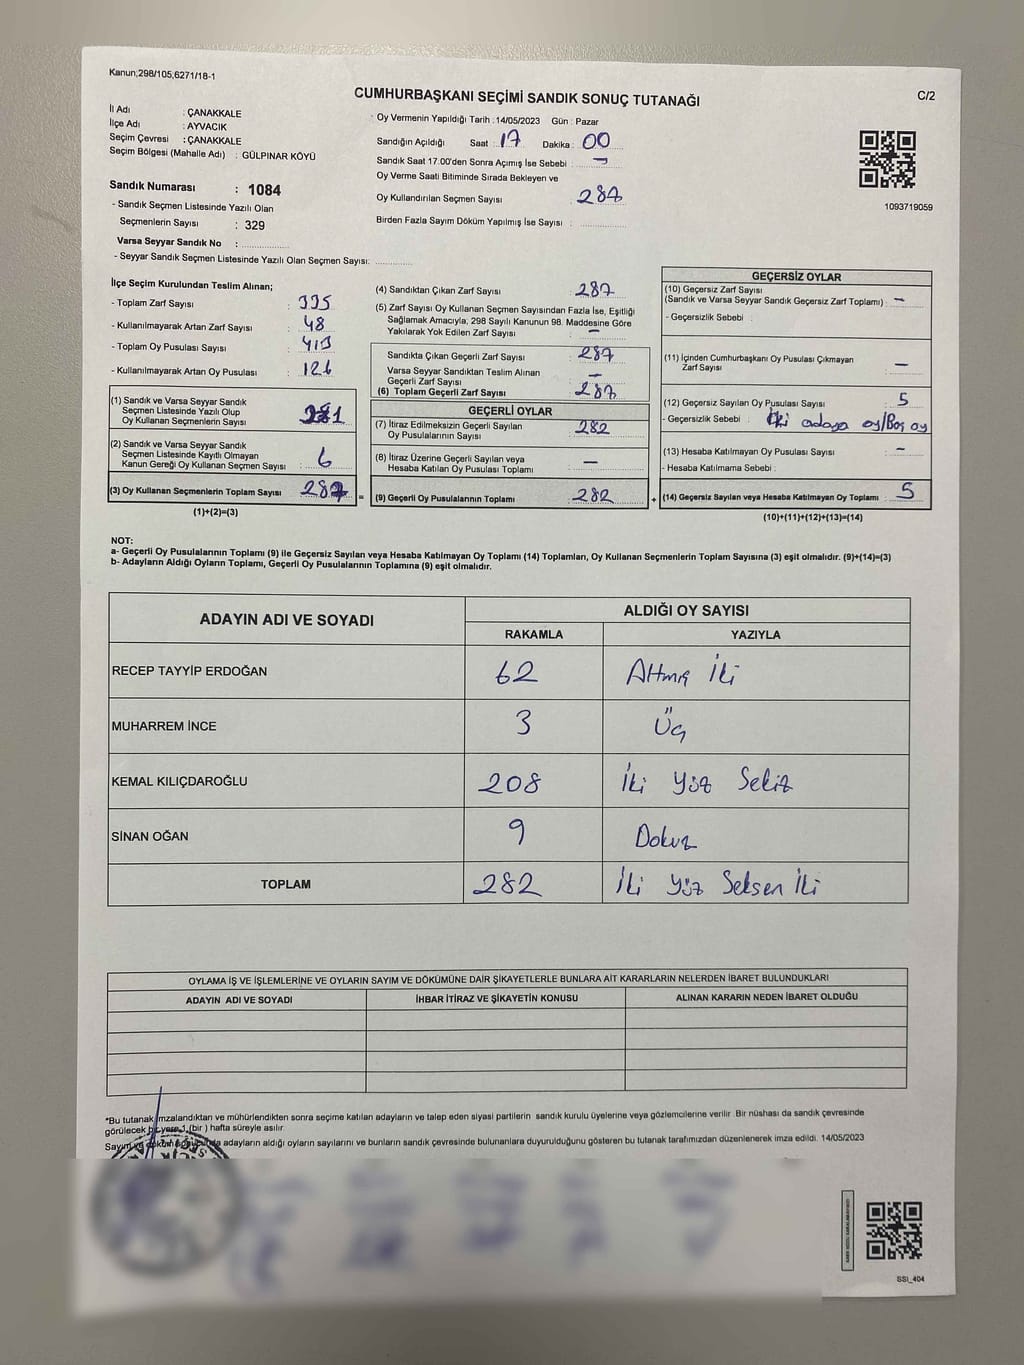 Kanun;298/105,6271/18-1
C/2
CUMHURBAŞKANI SEÇİMİ SANDIK SONUÇ TUTANAĞI
İl Adı : ÇANAKKALE
İlçe Adı : AYVACIK
Seçim Çevresi : ÇANAKKALE
Seçim Bölgesi (Mahalle Adı) : GÜLPINAR KÖYÜ
Sandık Numarası : 1084
- Sandık Seçmen Listesinde Yazılı Olan
Seçmenlerin Sayısı : 329
Varsa Seyyar Sandık No :
- Seyyar Sandık Seçmen Listesinde Yazılı Olan Seçmen Sayısı:
Oy Vermenin Yapıldığı Tarih : 14/05/2023 Gün : Pazar
Sandığın Açıldığı Saat : 17 Dakika : 00
Sandık Saat 17.00'den Sonra Açımış İse Sebebi : -
Oy Verme Saati Bitiminde Sırada Bekleyen ve
Oy Kullandırılan Seçmen Sayısı : 287
Birden Fazla Sayım Döküm Yapılmış İse Sayısı :
1093719059
İlçe Seçim Kurulundan Teslim Alınan;
- Toplam Zarf Sayısı : 335
- Kullanılmayarak Artan Zarf Sayısı : 48
- Toplam Oy Pusulası Sayısı : 413
- Kullanılmayarak Artan Oy Pusulası : 126
(1) Sandık ve Varsa Seyyar Sandık
Seçmen Listesinde Yazılı Olup
Oy Kullanan Seçmenlerin Sayısı : 281
(2) Sandık ve Varsa Seyyar Sandık
Seçmen Listesinde Kayıtlı Olmayan
Kanun Gereği Oy Kullanan Seçmen Sayısı : 6
(3) Oy Kullanan Seçmenlerin Toplam Sayısı : 287 =
(1)+(2)=(3)
(4) Sandıktan Çıkan Zarf Sayısı : 287
(5) Zarf Sayısı Oy Kullanan Seçmen Sayısından Fazla İse, Eşitliği
Sağlamak Amacıyla, 298 Sayılı Kanunun 98. Maddesine Göre
Yakılarak Yok Edilen Zarf Sayısı : -
Sandıkta Çıkan Geçerli Zarf Sayısı : 287
Varsa Seyyar Sandıktan Teslim Alınan
Geçerli Zarf Sayısı : -
(6) Toplam Geçerli Zarf Sayısı : 287
GEÇERLİ OYLAR
(7) İtiraz Edilmeksizin Geçerli Sayılan
Oy Pusulalarının Sayısı : 282
(8) İtiraz Üzerine Geçerli Sayılan veya
Hesaba Katılan Oy Pusulası Toplamı : -
(9) Geçerli Oy Pusulalarının Toplamı : 282 +
GEÇERSİZ OYLAR
(10) Geçersiz Zarf Sayısı
(Sandık ve Varsa Seyyar Sandık Geçersiz Zarf Toplamı) : -
- Geçersizlik Sebebi :
(11) İçinden Cumhurbaşkanı Oy Pusulası Çıkmayan
Zarf Sayısı : -
(12) Geçersiz Sayılan Oy Pusulası Sayısı : 5
- Geçersizlik Sebebi : İki adaya oy/Boş oy
(13) Hesaba Katılmayan Oy Pusulası Sayısı : -
- Hesaba Katılmama Sebebi :
(14) Geçersiz Sayılan veya Hesaba Katılmayan Oy Toplamı : 5
(10)+(11)+(12)+(13)=(14)
NOT:
a- Geçerli Oy Pusulalarının Toplamı (9) ile Geçersiz Sayılan veya Hesaba Katılmayan Oy Toplamı (14) Toplamları, Oy Kullanan Seçmenlerin Toplam Sayısına (3) eşit olmalıdır. (9)+(14)=(3)
b- Adayların Aldığı Oyların Toplamı, Geçerli Oy Pusulalarının Toplamına (9) eşit olmalıdır.
ADAYIN ADI VE SOYADI ALDIĞI OY SAYISI
RAKAMLA YAZIYLA
RECEP TAYYİP ERDOĞAN 62 Altmış İki
MUHARREM İNCE 3 Üç
KEMAL KILIÇDAROĞLU 208 İki Yüz Sekiz
SİNAN OĞAN 9 Dokuz
TOPLAM 282 İki Yüz Seksen İki
OYLAMA İŞ VE İŞLEMLERİNE VE OYLARIN SAYIM VE DÖKÜMÜNE DAİR ŞİKAYETLERLE BUNLARA AİT KARARLARIN NELERDEN İBARET BULUNDUKLARI
ADAYIN ADI VE SOYADI İHBAR İTİRAZ VE ŞİKAYETİN KONUSU ALINAN KARARIN NEDEN İBARET OLDUĞU
*Bu tutanak imzalandıktan ve mühürlendikten sonra seçime katılan adayların ve talep eden siyasi partilerin sandık kurulu üyelerine veya gözlemcilerine verilir. Bir nüshası da sandık çevresinde
görülecek bir yere 1 (bir ) hafta süreyle asılır.
Sayım ve adayların aldığı oyların sayılarını ve bunların sandık çevresinde bulunanlara duyurulduğunu gösteren bu tutanak tarafımızdan düzenlenerek imza edildi. 14/05/2023
SSI_404